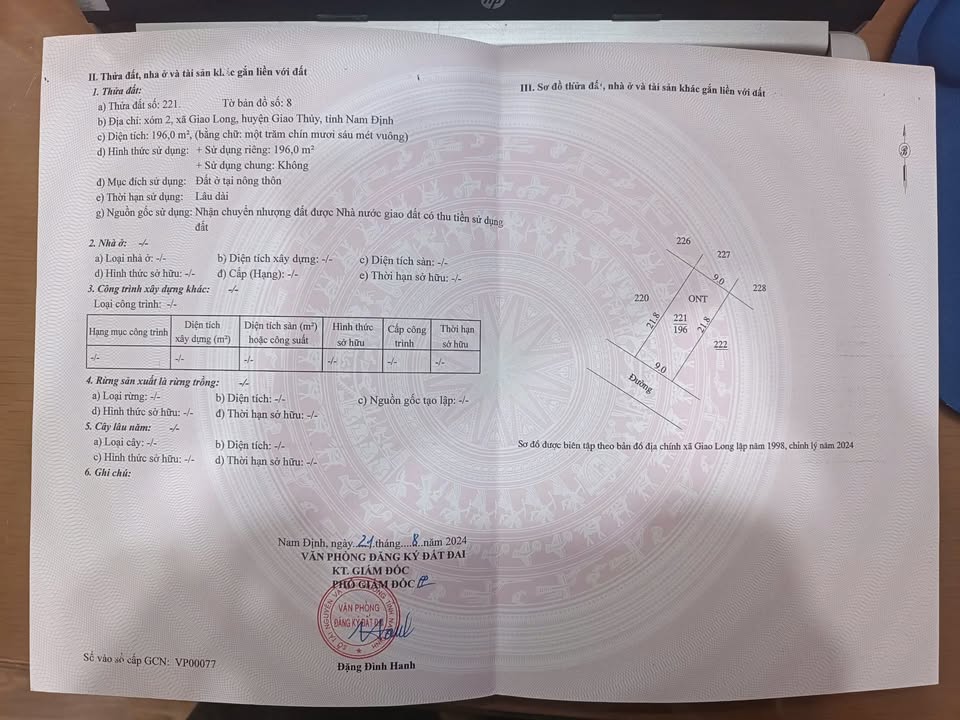 hp
II. Thửa đất, nhà ở và tài sản khác gắn liền với đất
1. Thửa đất:
a) Thửa đất số: 221. Tờ bản đồ số: 8
b) Địa chỉ: xóm 2, xã Giao Long, huyện Giao Thủy, tỉnh Nam Định
c) Diện tích: 196,0 m², (bằng chữ: một trăm chín mươi sáu mét vuông)
d) Hình thức sử dụng: + Sử dụng riêng: 196,0 m²
+ Sử dụng chung: Không
đ) Mục đích sử dụng: Đất ở tại nông thôn
e) Thời hạn sử dụng: Lâu dài
g) Nguồn gốc sử dụng: Nhận chuyển nhượng đất được Nhà nước giao đất có thu tiền sử dụng
đất
2. Nhà ở: -/-
a) Loại nhà ở: -/- b) Diện tích xây dựng: -/- c) Diện tích sàn: -/-
d) Hình thức sở hữu: -/- đ) Cấp (Hạng): -/- e) Thời hạn sở hữu: -/-
3. Công trình xây dựng khác: -/-
Loại công trình: -/-
Hạng mục công trình Diện tích xây dựng (m²) Diện tích sàn (m²) hoặc công suất Hình thức sở hữu Cấp công trình Thời hạn sở hữu
-/- -/- -/- -/- -/- -/-
4. Rừng sản xuất là rừng trồng: -/-
a) Loại rừng: -/- b) Diện tích: -/- c) Nguồn gốc tạo lập: -/-
d) Hình thức sở hữu: -/- đ) Thời hạn sở hữu: -/-
5. Cây lâu năm: -/-
a) Loại cây: -/- b) Diện tích: -/-
c) Hình thức sở hữu: -/- d) Thời hạn sở hữu: -/-
6. Ghi chú:
Nam Định, ngày 21 tháng 8 năm 2024
VĂN PHÒNG ĐĂNG KÝ ĐẤT ĐAI
KT. GIÁM ĐỐC
PHÓ GIÁM ĐỐC
VĂN PHÒNG
ĐĂNG KÝ ĐẤT ĐAI
Đặng Đình Hanh
Số vào sổ cấp GCN: VP00077
III. Sơ đồ thửa đất, nhà ở và tài sản khác gắn liền với đất
226
227
9.0
228
220
ONT
21.8
221
196
21.8
222
9.0
Đường
Sơ đồ được biên tập theo bản đồ địa chính xã Giao Long lập năm 1998, chỉnh lý năm 2024